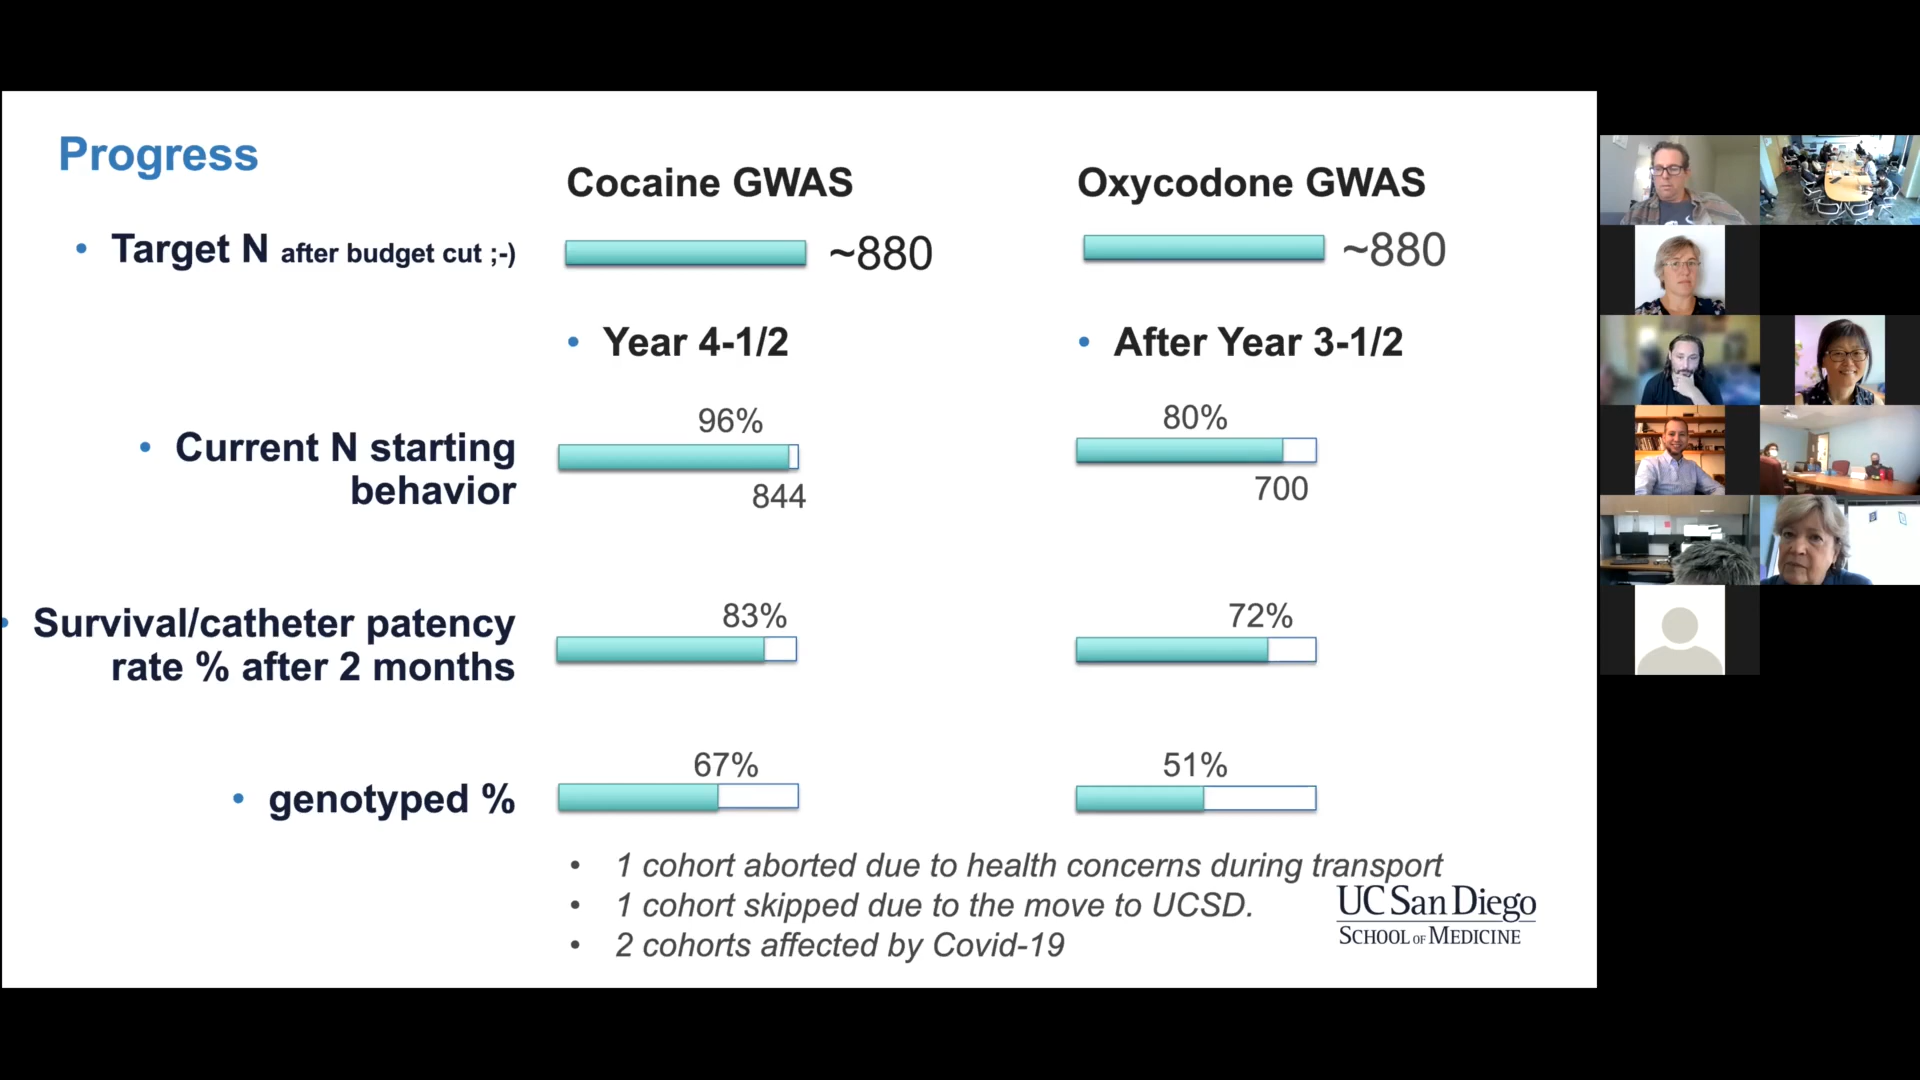 Progress
Cocaine GWAS
Oxycodone GWAS
• Target N after budget cut ;-)
~880
~880
• Year 4-1/2
• After Year 3-1/2
• Current N starting
behavior
96%
844
80%
700
• Survival/catheter patency
rate % after 2 months
83%
72%
• genotyped %
67%
51%
• 1 cohort aborted due to health concerns during transport
• 1 cohort skipped due to the move to UCSD.
• 2 cohorts affected by Covid-19
UC San Diego
SCHOOL OF MEDICINE